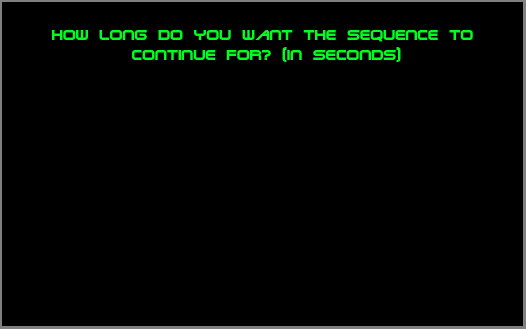 HOW LONG DO YOU WANT THE SEQUENCE TO
CONTINUE FOR? (IN SECONDS)